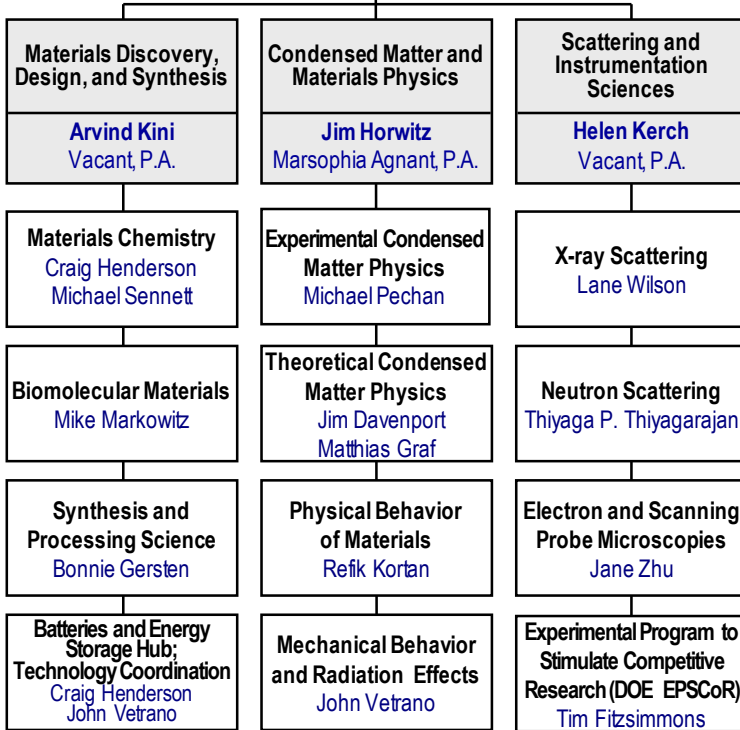 Materials Discovery,
Design, and Synthesis
Arvind Kini
Vacant, P.A.
Materials Chemistry
Craig Henderson
Michael Sennett
Biomolecular Materials
Mike Markowitz
Synthesis and
Processing Science
Bonnie Gersten
Batteries and Energy
Storage Hub;
Technology Coordination
Craig Henderson
John Vetrano
Condensed Matter and
Materials Physics
Jim Horwitz
Marsophia Agnant, P.A.
Experimental Condensed
Matter Physics
Michael Pechan
Theoretical Condensed
Matter Physics
Jim Davenport
Matthias Graf
Physical Behavior
of Materials
Refik Kortan
Mechanical Behavior
and Radiation Effects
John Vetrano
Scattering and
Instrumentation
Sciences
Helen Kerch
Vacant, P.A.
X-ray Scattering
Lane Wilson
Neutron Scattering
Thiyaga P. Thiyagarajan
Electron and Scanning
Probe Microscopies
Jane Zhu
Experimental Program to
Stimulate Competitive
Research (DOE EPSCoR)
Tim Fitzsimmons